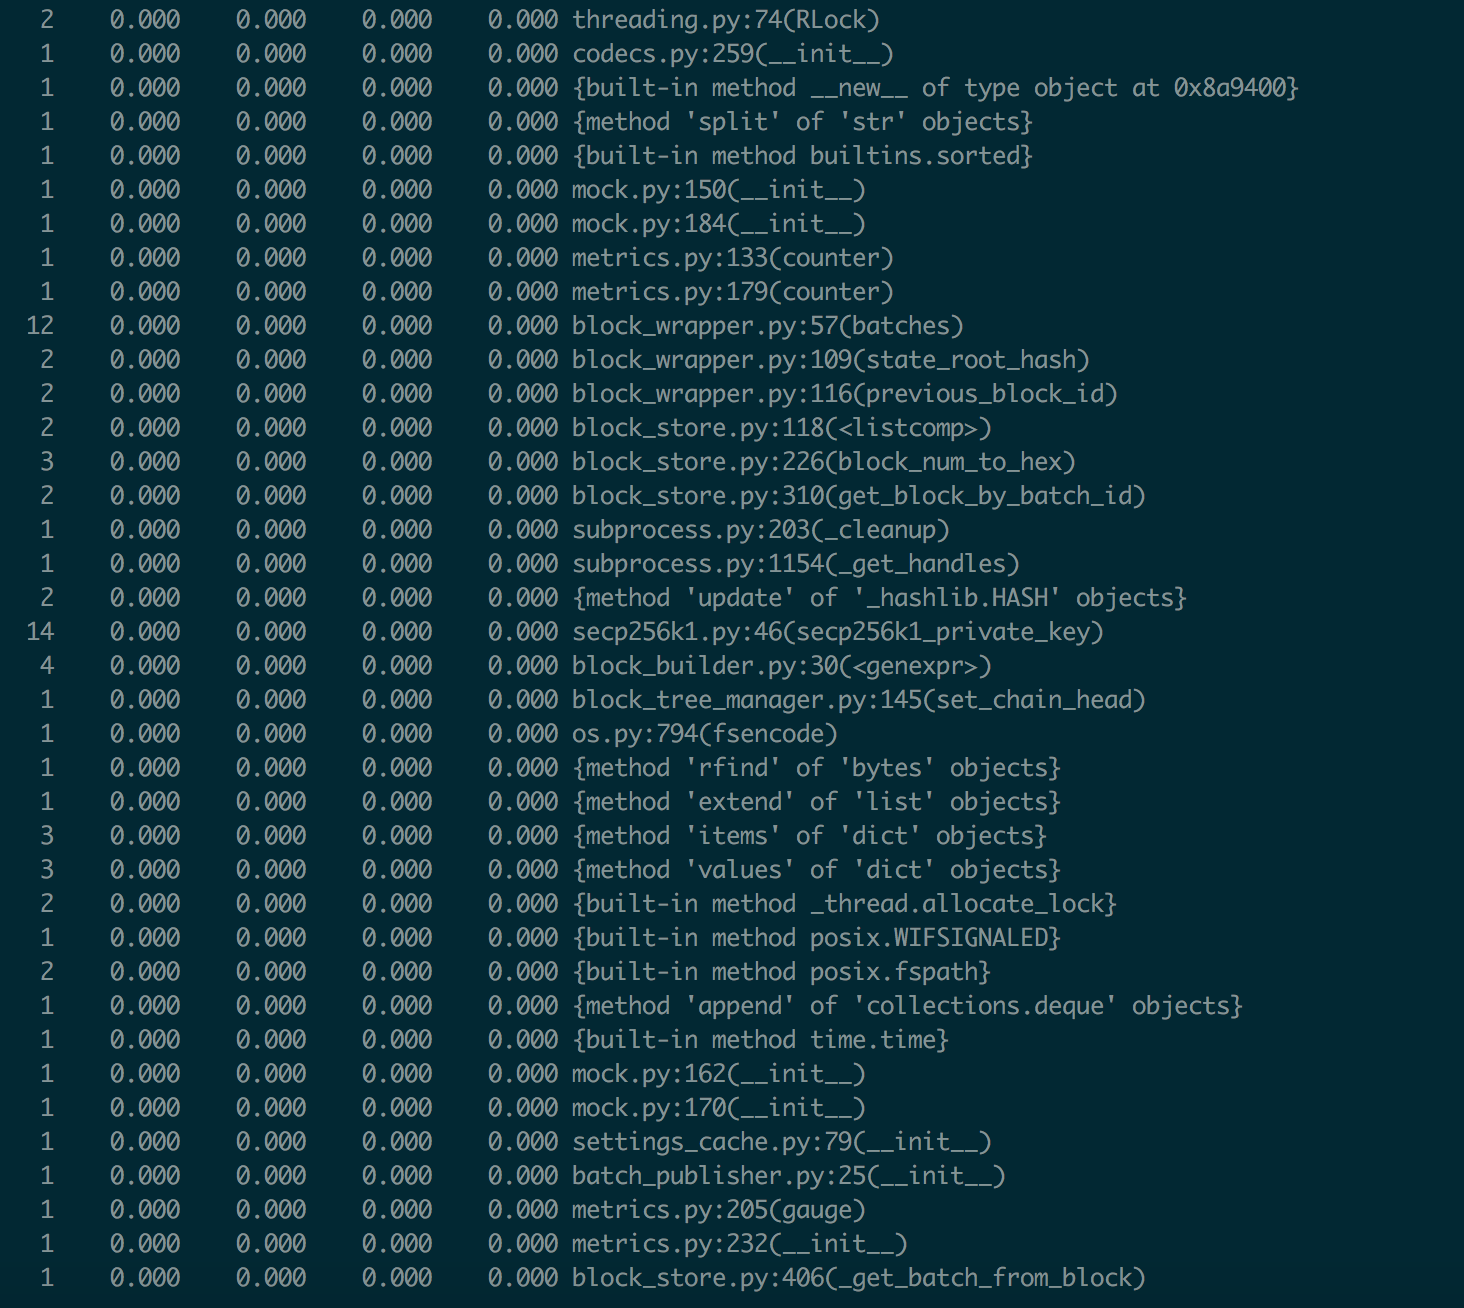 2 0.000 0.000 0.000 0.000 threading.py:74(RLock)
1 0.000 0.000 0.000 0.000 codecs.py:259(__init__)
1 0.000 0.000 0.000 0.000 {built-in method __new__ of type object at 0x8a9400}
1 0.000 0.000 0.000 0.000 {method 'split' of 'str' objects}
1 0.000 0.000 0.000 0.000 {built-in method builtins.sorted}
1 0.000 0.000 0.000 0.000 mock.py:150(__init__)
1 0.000 0.000 0.000 0.000 mock.py:184(__init__)
1 0.000 0.000 0.000 0.000 metrics.py:133(counter)
1 0.000 0.000 0.000 0.000 metrics.py:179(counter)
12 0.000 0.000 0.000 0.000 block_wrapper.py:57(batches)
2 0.000 0.000 0.000 0.000 block_wrapper.py:109(state_root_hash)
2 0.000 0.000 0.000 0.000 block_wrapper.py:116(previous_block_id)
2 0.000 0.000 0.000 0.000 block_store.py:118(<listcomp>)
3 0.000 0.000 0.000 0.000 block_store.py:226(block_num_to_hex)
2 0.000 0.000 0.000 0.000 block_store.py:310(get_block_by_batch_id)
1 0.000 0.000 0.000 0.000 subprocess.py:203(_cleanup)
1 0.000 0.000 0.000 0.000 subprocess.py:1154(_get_handles)
2 0.000 0.000 0.000 0.000 {method 'update' of '_hashlib.HASH' objects}
14 0.000 0.000 0.000 0.000 secp256k1.py:46(secp256k1_private_key)
4 0.000 0.000 0.000 0.000 block_builder.py:30(<genexpr>)
1 0.000 0.000 0.000 0.000 block_tree_manager.py:145(set_chain_head)
1 0.000 0.000 0.000 0.000 os.py:794(fsencode)
1 0.000 0.000 0.000 0.000 {method 'rfind' of 'bytes' objects}
1 0.000 0.000 0.000 0.000 {method 'extend' of 'list' objects}
3 0.000 0.000 0.000 0.000 {method 'items' of 'dict' objects}
3 0.000 0.000 0.000 0.000 {method 'values' of 'dict' objects}
2 0.000 0.000 0.000 0.000 {built-in method _thread.allocate_lock}
1 0.000 0.000 0.000 0.000 {built-in method posix.WIFSIGNALED}
2 0.000 0.000 0.000 0.000 {built-in method posix.fspath}
1 0.000 0.000 0.000 0.000 {method 'append' of 'collections.deque' objects}
1 0.000 0.000 0.000 0.000 {built-in method time.time}
1 0.000 0.000 0.000 0.000 mock.py:162(__init__)
1 0.000 0.000 0.000 0.000 mock.py:170(__init__)
1 0.000 0.000 0.000 0.000 settings_cache.py:79(__init__)
1 0.000 0.000 0.000 0.000 batch_publisher.py:25(__init__)
1 0.000 0.000 0.000 0.000 metrics.py:205(gauge)
1 0.000 0.000 0.000 0.000 metrics.py:232(__init__)
1 0.000 0.000 0.000 0.000 block_store.py:406(_get_batch_from_block)